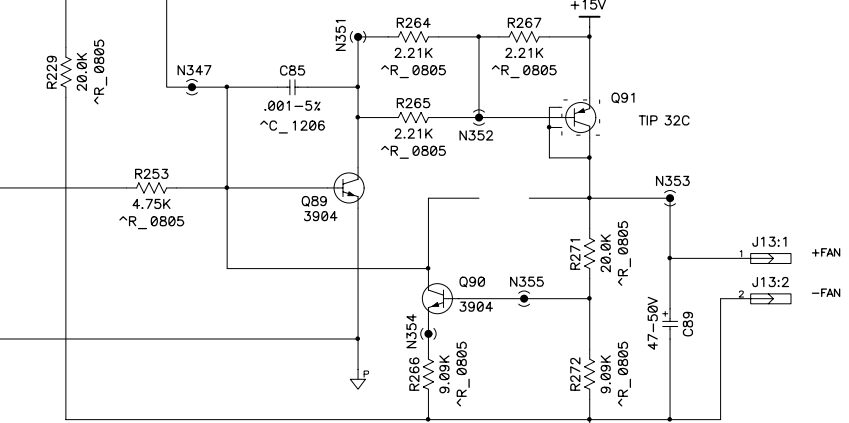 +15V
N351
R264
2.21K
^R_0805
R267
2.21K
^R_0805
R229
20.0K
^R_0805
N347
C85
.001-5%
^C_1206
R265
2.21K
^R_0805
N352
Q91
TIP 32C
R253
4.75K
^R_0805
Q89
3904
N353
R271
20.0K
^R_0805
J13:1
1
+FAN
J13:2
2
-FAN
Q90
3904
N355
N354
R266
9.09K
^R_0805
P
R272
9.09K
^R_0805
47-50V
+
C89